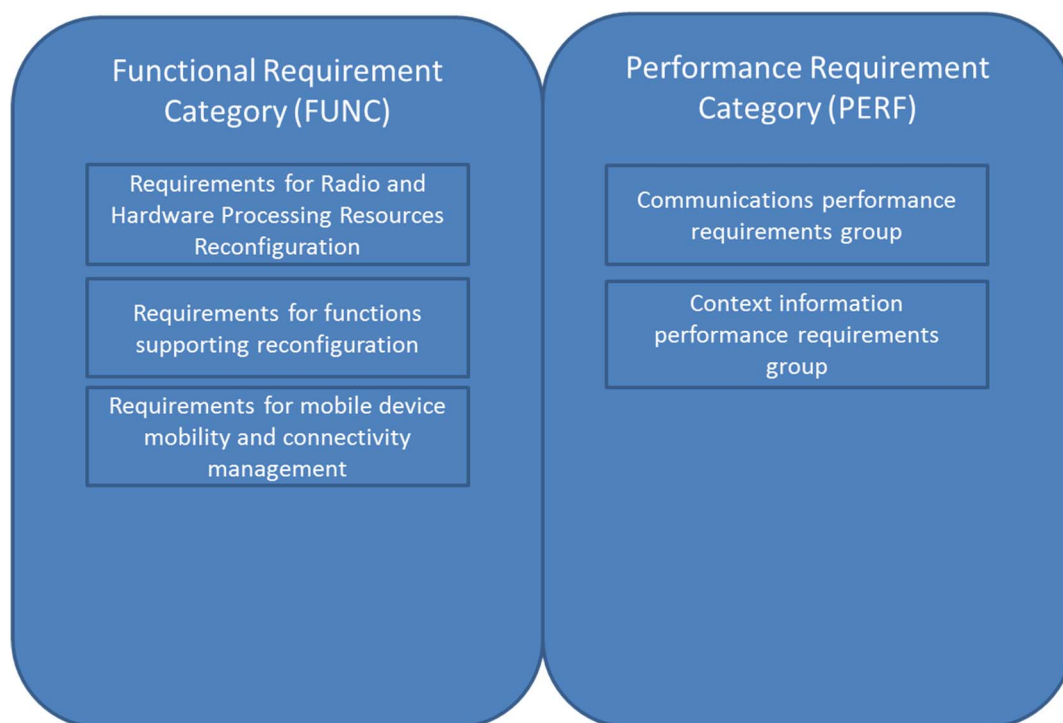 Functional Requirement
Category (FUNC)
Requirements for Radio and
Hardware Processing Resources
Reconfiguration
Requirements for functions
supporting reconfiguration
Requirements for mobile device
mobility and connectivity
management
Performance Requirement
Category (PERF)
Communications performance
requirements group
Context information
performance requirements
group